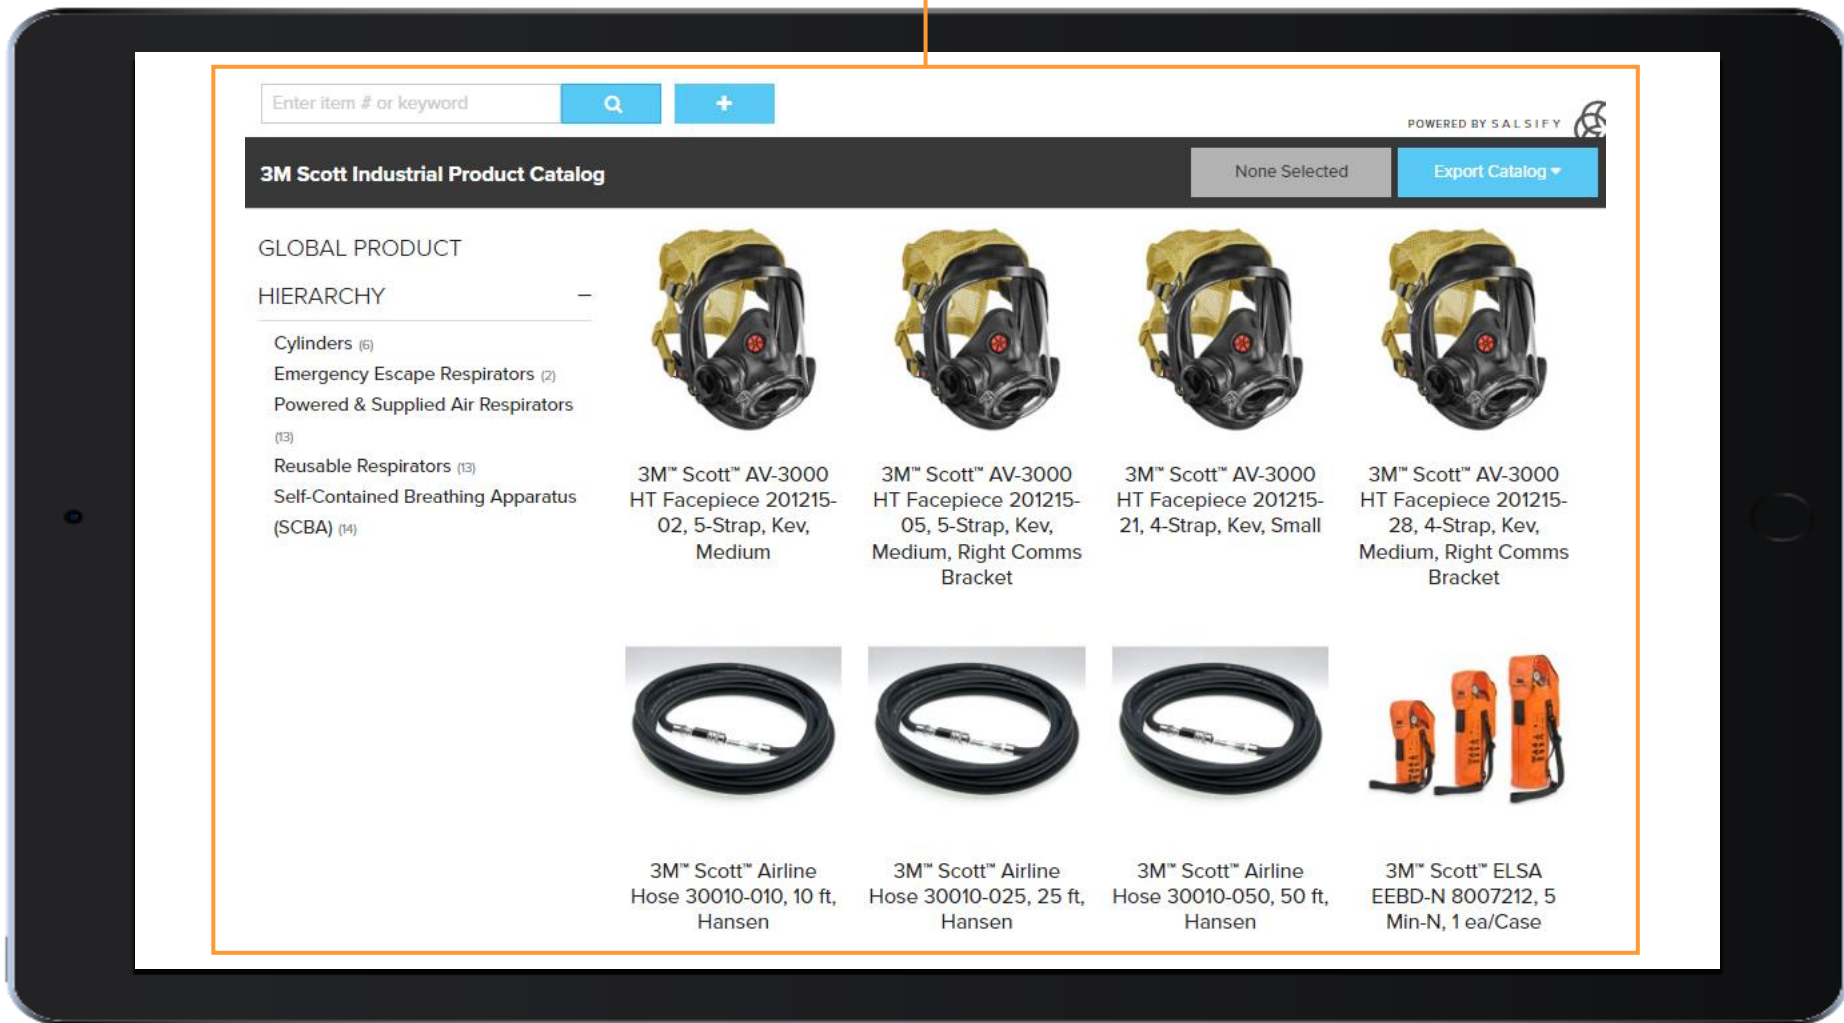 Enter item # or keyword
POWERED BY SALSIFY
3M Scott Industrial Product Catalog
None Selected
Export Catalog
GLOBAL PRODUCT
HIERARCHY
Cylinders (6)
Emergency Escape Respirators (2)
Powered & Supplied Air Respirators
(13)
Reusable Respirators (13)
Self-Contained Breathing Apparatus
(SCBA) (14)
3M™ Scott™ AV-3000
HT Facepiece 201215-
02, 5-Strap, Kev,
Medium
3M™ Scott™ AV-3000
HT Facepiece 201215-
05, 5-Strap, Kev,
Medium, Right Comms
Bracket
3M™ Scott™ AV-3000
HT Facepiece 201215-
21, 4-Strap, Kev, Small
3M™ Scott™ AV-3000
HT Facepiece 201215-
28, 4-Strap, Kev,
Medium, Right Comms
Bracket
3M™ Scott™ Airline
Hose 30010-010, 10 ft,
Hansen
3M™ Scott™ Airline
Hose 30010-025, 25 ft,
Hansen
3M™ Scott™ Airline
Hose 30010-050, 50 ft,
Hansen
3M™ Scott™ ELSA
EEBD-N 8007212, 5
Min-N, 1 ea/Case